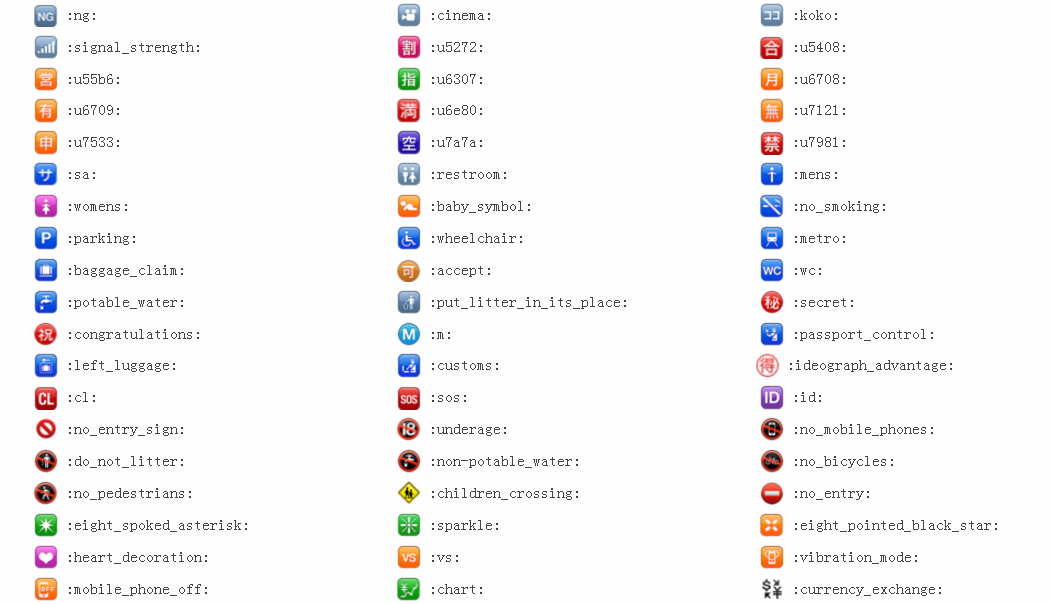 NG :ng: :cinema: ココ :koko:
:signal_strength: 割 :u5272: 合 :u5408:
営 :u55b6: 指 :u6307: 月 :u6708:
有 :u6709: 満 :u6e80: 無 :u7121:
申 :u7533: 空 :u7a7a: 禁 :u7981:
サ :sa: :restroom: :mens:
:womens: :baby_symbol: :no_smoking:
P :parking: :wheelchair: :metro:
:baggage_claim: 可 :accept: WC :wc:
:potable_water: :put_litter_in_its_place: 秘 :secret:
祝 :congratulations: M :m: :passport_control:
:left_luggage: :customs: 得 :ideograph_advantage:
CL :cl: SOS :sos: ID :id:
:no_entry_sign: 18 :underage: :no_mobile_phones:
:do_not_litter: :non-potable_water: :no_bicycles:
:no_pedestrians: :children_crossing: :no_entry:
:eight_spoked_asterisk: :sparkle: :eight_pointed_black_star:
:heart_decoration: VS :vs: :vibration_mode:
OFF :mobile_phone_off: ¥ :chart: $¥ :currency_exchange: